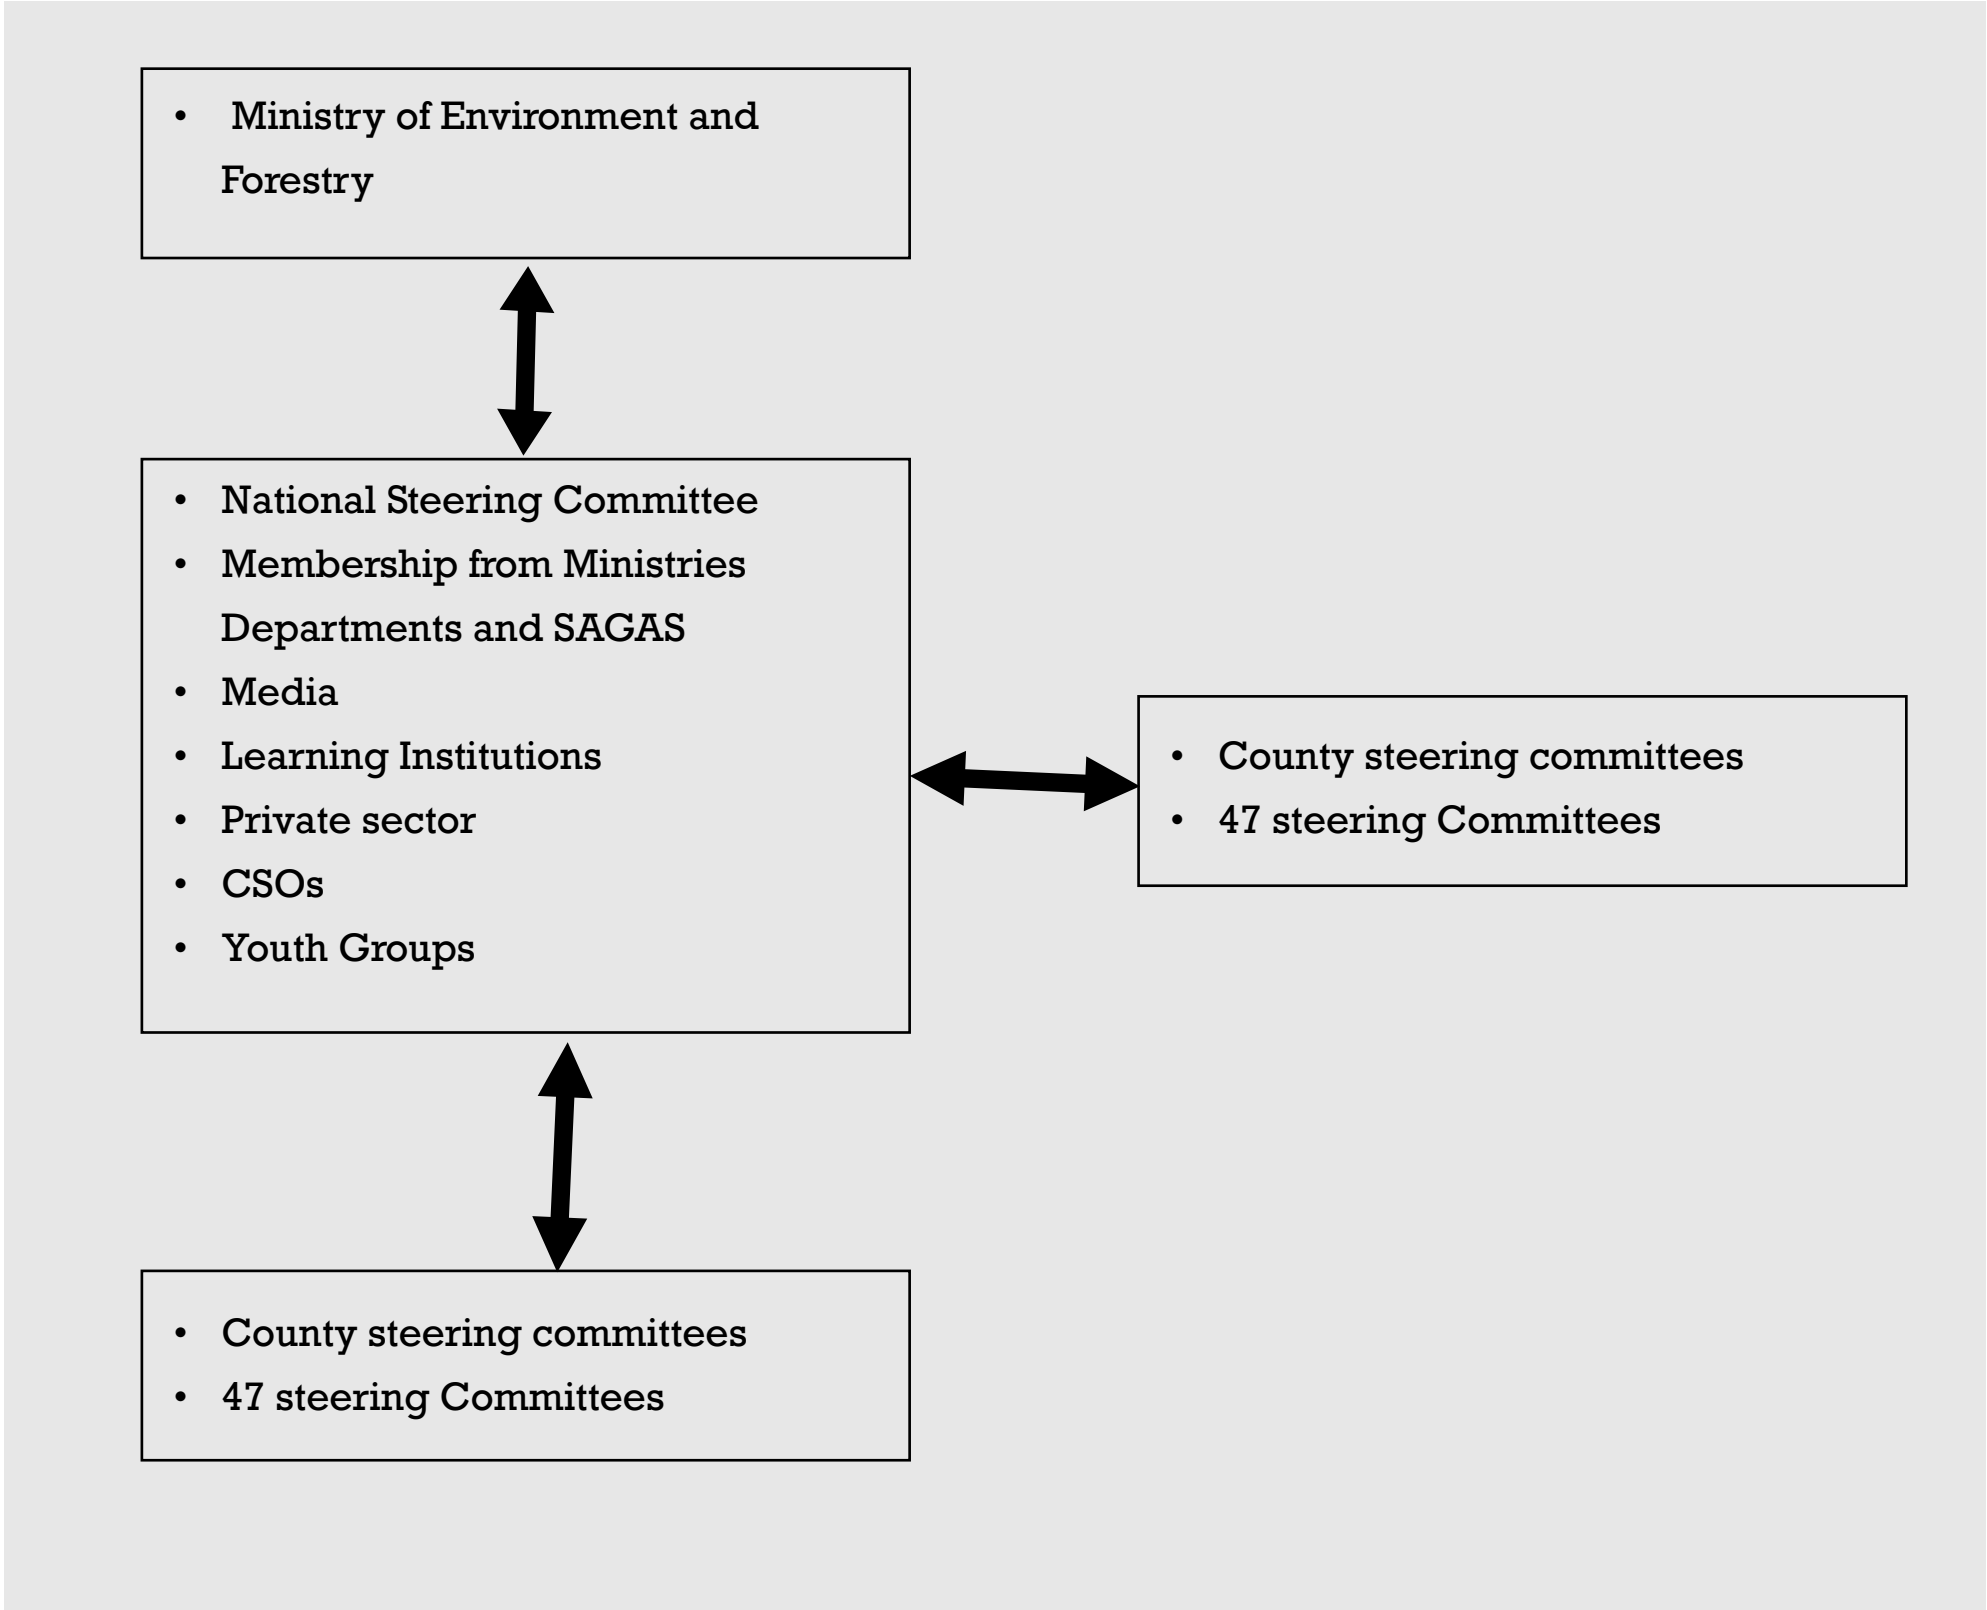 • Ministry of Environment and
Forestry
• National Steering Committee
• Membership from Ministries
Departments and SAGAS
• Media
• Learning Institutions
• Private sector
• CSOs
• Youth Groups
• County steering committees
• 47 steering Committees
• County steering committees
• 47 steering Committees